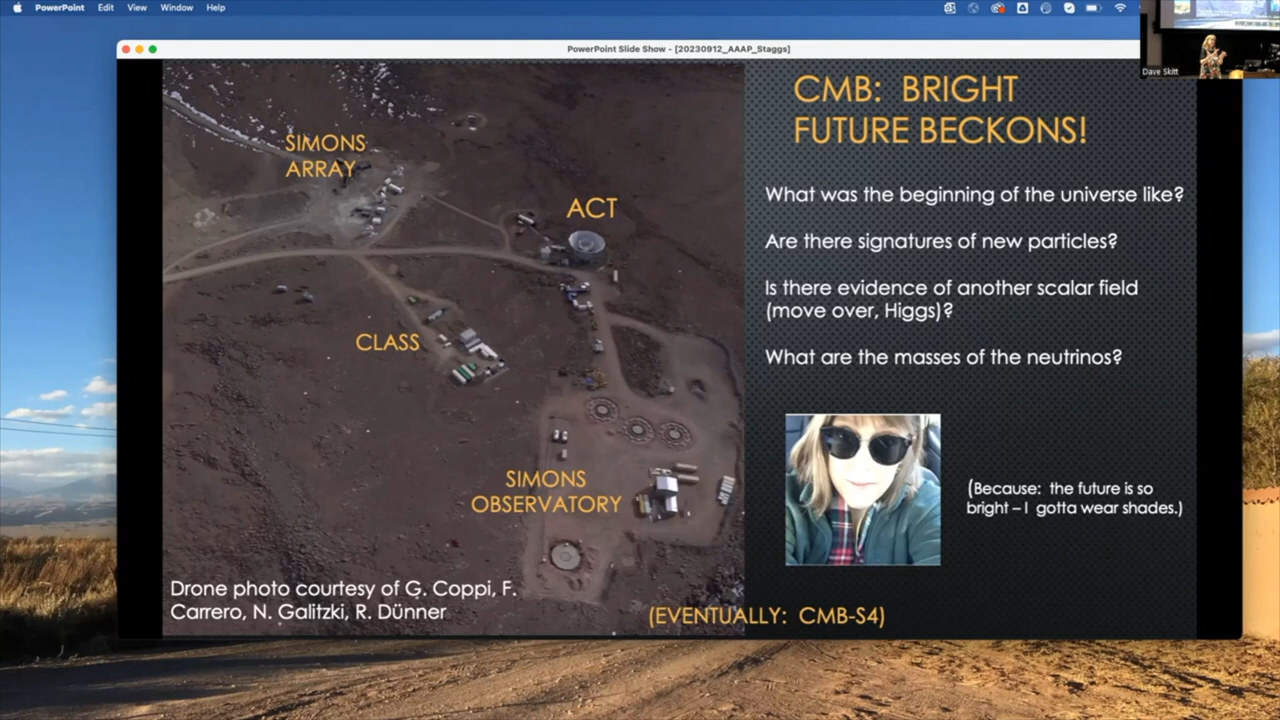 PowerPoint Edit View Window Help
PowerPoint Slide Show - [20230912_AAAP_Staggs]
Dave Skitt
CMB: BRIGHT
FUTURE BECKONS!
SIMONS
ARRAY
ACT
CLASS
SIMONS
OBSERVATORY
What was the beginning of the universe like?
Are there signatures of new particles?
Is there evidence of another scalar field
(move over, Higgs)?
What are the masses of the neutrinos?
(Because: the future is so
bright – I gotta wear shades.)
Drone photo courtesy of G. Coppi, F.
Carrero, N. Galitzki, R. Dünner
(EVENTUALLY: CMB-S4)